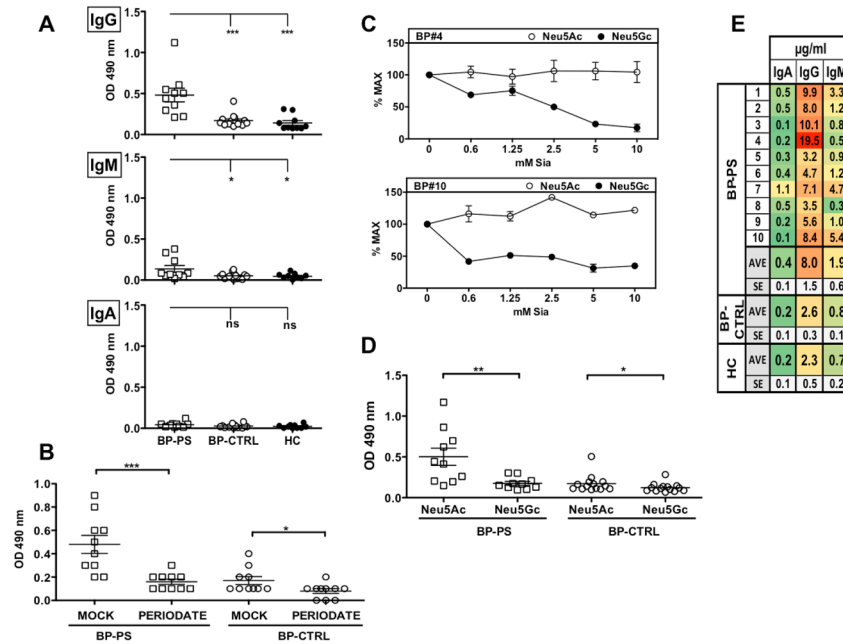 A
IgG
OD 490 nm
1.5
1.0
0.5
0.0
***
***
IgM
OD 490 nm
1.5
1.0
0.5
0.0
*
*
IgA
OD 490 nm
1.5
1.0
0.5
0.0
ns
ns
BP-PS BP-CTRL HC
B
OD 490 nm
1.0
0.8
0.6
0.4
0.2
0.0
***
*
MOCK PERIODATE MOCK PERIODATE
BP-PS BP-CTRL
C
BP#4 Neu5Ac Neu5Gc
% MAX
150
100
50
0
0 0.6 1.25 2.5 5 10
mM Sia
BP#10 Neu5Ac Neu5Gc
% MAX
150
100
50
0
0 0.6 1.25 2.5 5 10
mM Sia
D
OD 490 nm
1.5
1.0
0.5
0.0
**
*
Neu5Ac Neu5Gc Neu5Ac Neu5Gc
BP-PS BP-CTRL
E
µg/ml
IgA IgG IgM
BP-PS
1 0.5 9.9 3.3
2 0.5 8.0 1.2
3 0.1 10.1 0.8
4 0.2 19.5 0.5
5 0.3 3.2 0.9
6 0.4 4.7 1.2
7 1.1 7.1 4.7
8 0.5 3.5 0.3
9 0.2 5.6 1.0
10 0.1 8.4 5.4
AVE 0.4 8.0 1.9
SE 0.1 1.5 0.6
BP-
CTRL
AVE 0.2 2.6 0.8
SE 0.1 0.3 0.1
HC
AVE 0.2 2.3 0.7
SE 0.1 0.5 0.2